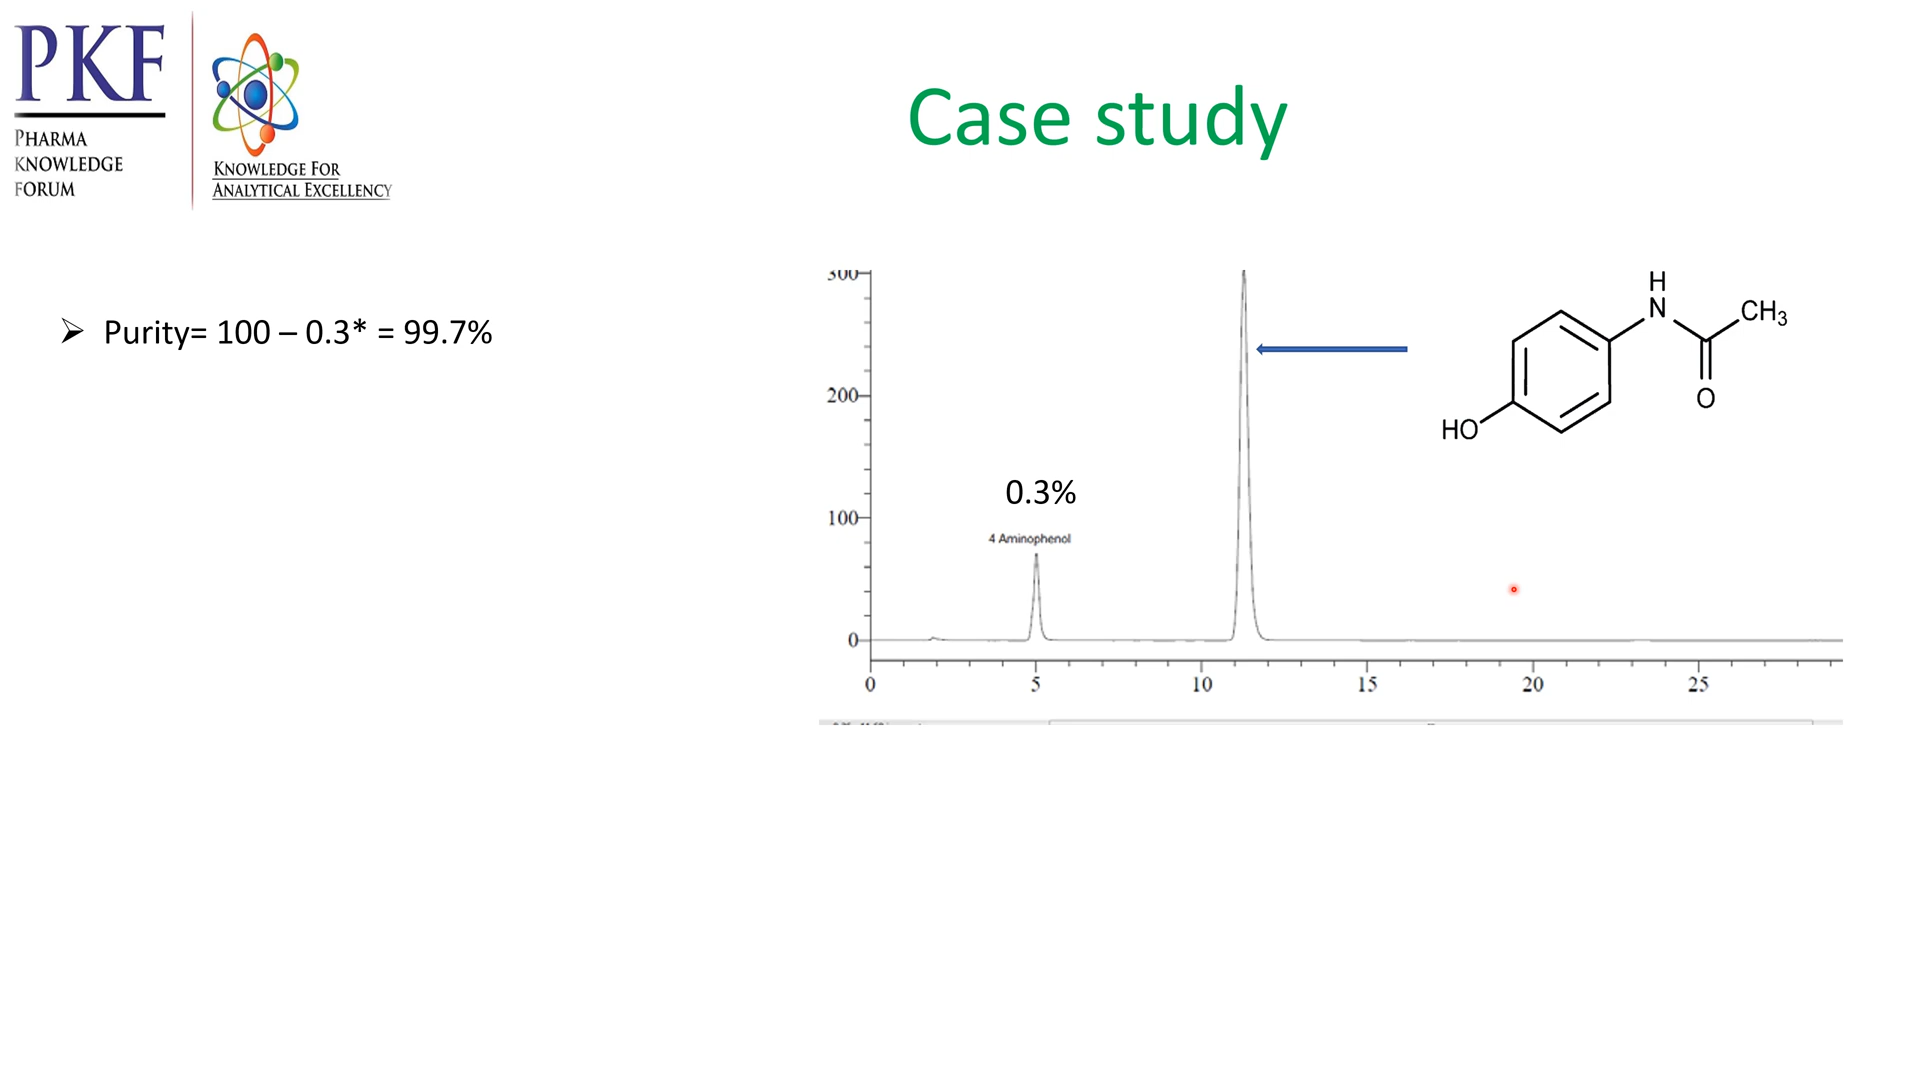 PKF
PHARMA
KNOWLEDGE
FORUM
KNOWLEDGE FOR
ANALYTICAL EXCELLENCY
Case study
➢ Purity= 100 – 0.3* = 99.7%
300
200
100
0
0.3%
4 Aminophenol
H
N
CH3
O
HO
0 5 10 15 20 25